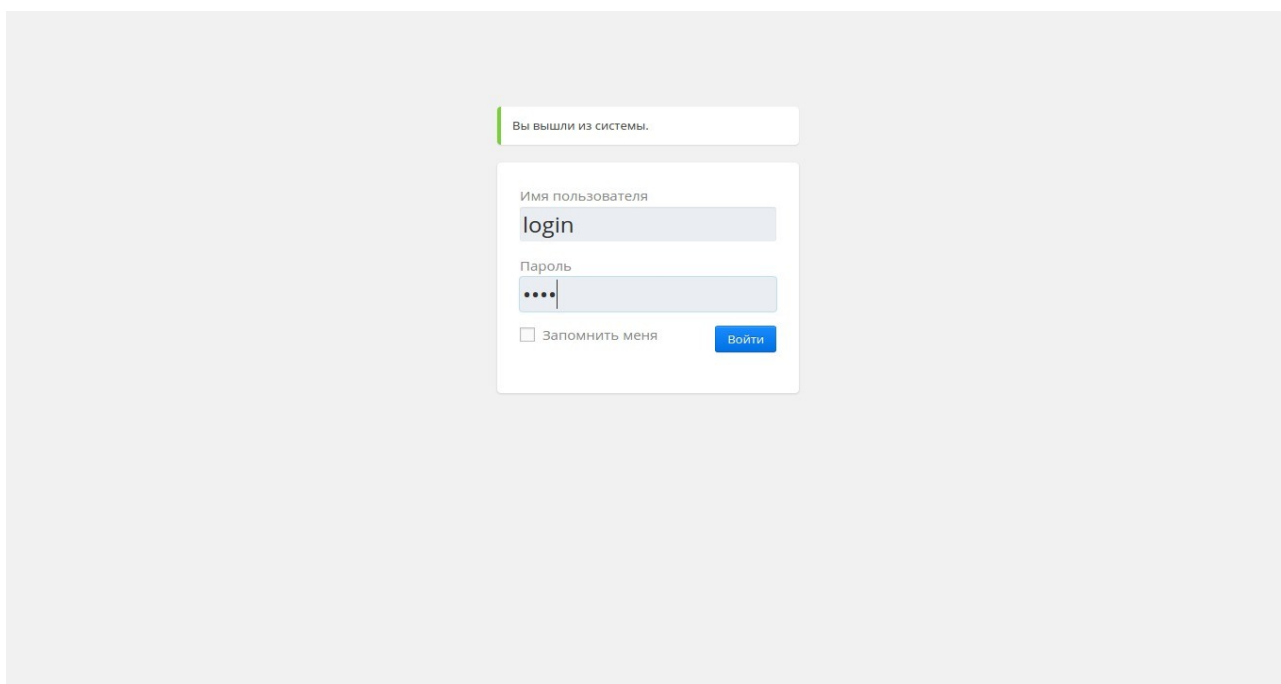 Вы вышли из системы.
Имя пользователя
login
Пароль
••••
Запомнить меня
Войти